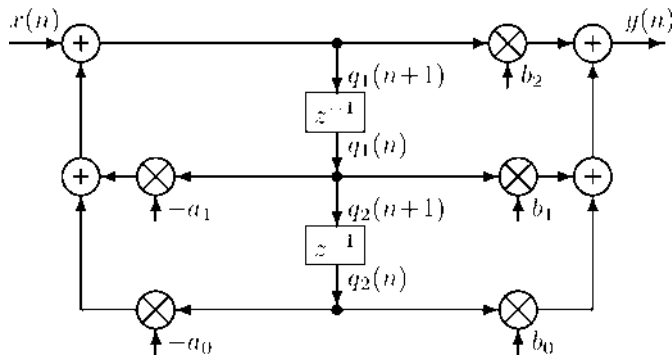 x(n) + b₂ + y(n)
q₁(n+1)
z⁻¹
q₁(n)
+ + −a₁ b₁ +
q₂(n+1)
z⁻¹
q₂(n)
−a₀ b₀